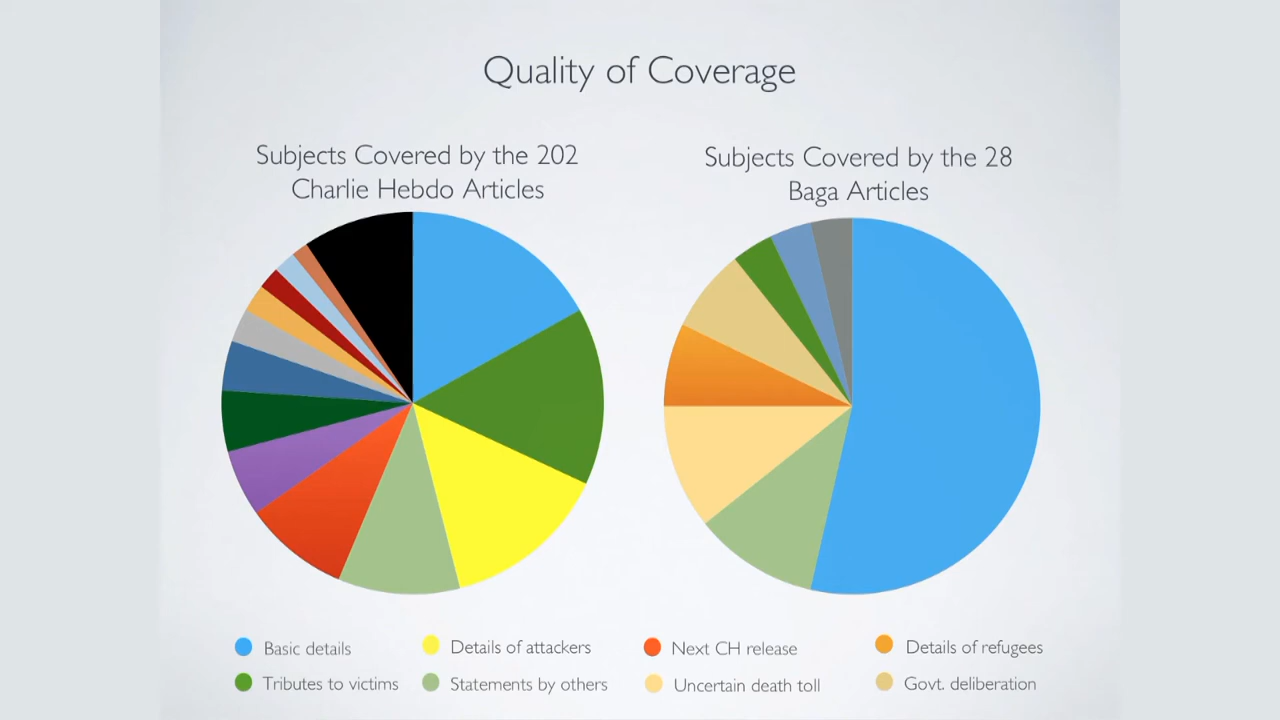 Quality of Coverage
Subjects Covered by the 202
Charlie Hebdo Articles
Subjects Covered by the 28
Baga Articles
Basic details
Details of attackers
Next CH release
Details of refugees
Tributes to victims
Statements by others
Uncertain death toll
Govt. deliberation